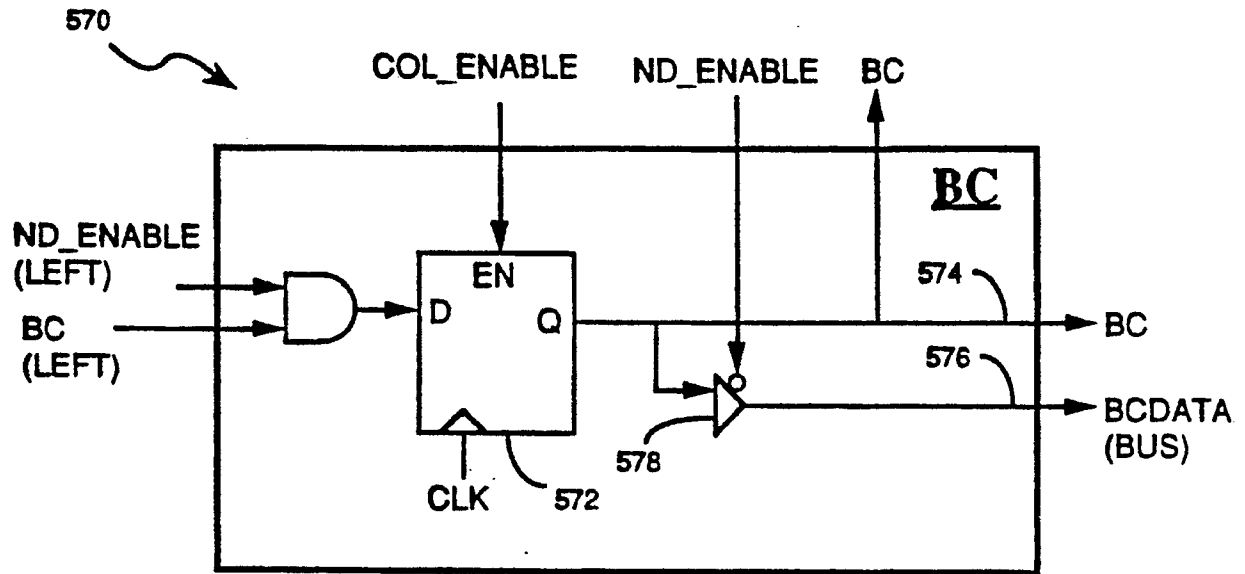 570
COL_ENABLE
ND_ENABLE
BC
BC
ND_ENABLE
(LEFT)
BC
(LEFT)
EN
D
Q
574
BC
576
BCDATA
(BUS)
578
CLK
572